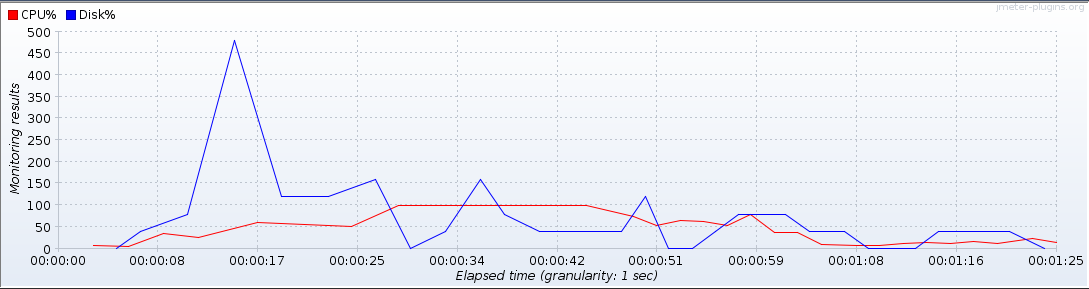 jmeter-plugins.org
CPU% Disk%
500
450
400
350
300
250
200
150
100
50
0
Monitoring results
00:00:00 00:00:08 00:00:17 00:00:25 00:00:34 00:00:42 00:00:51 00:00:59 00:01:08 00:01:16 00:01:25
Elapsed time (granularity: 1 sec)